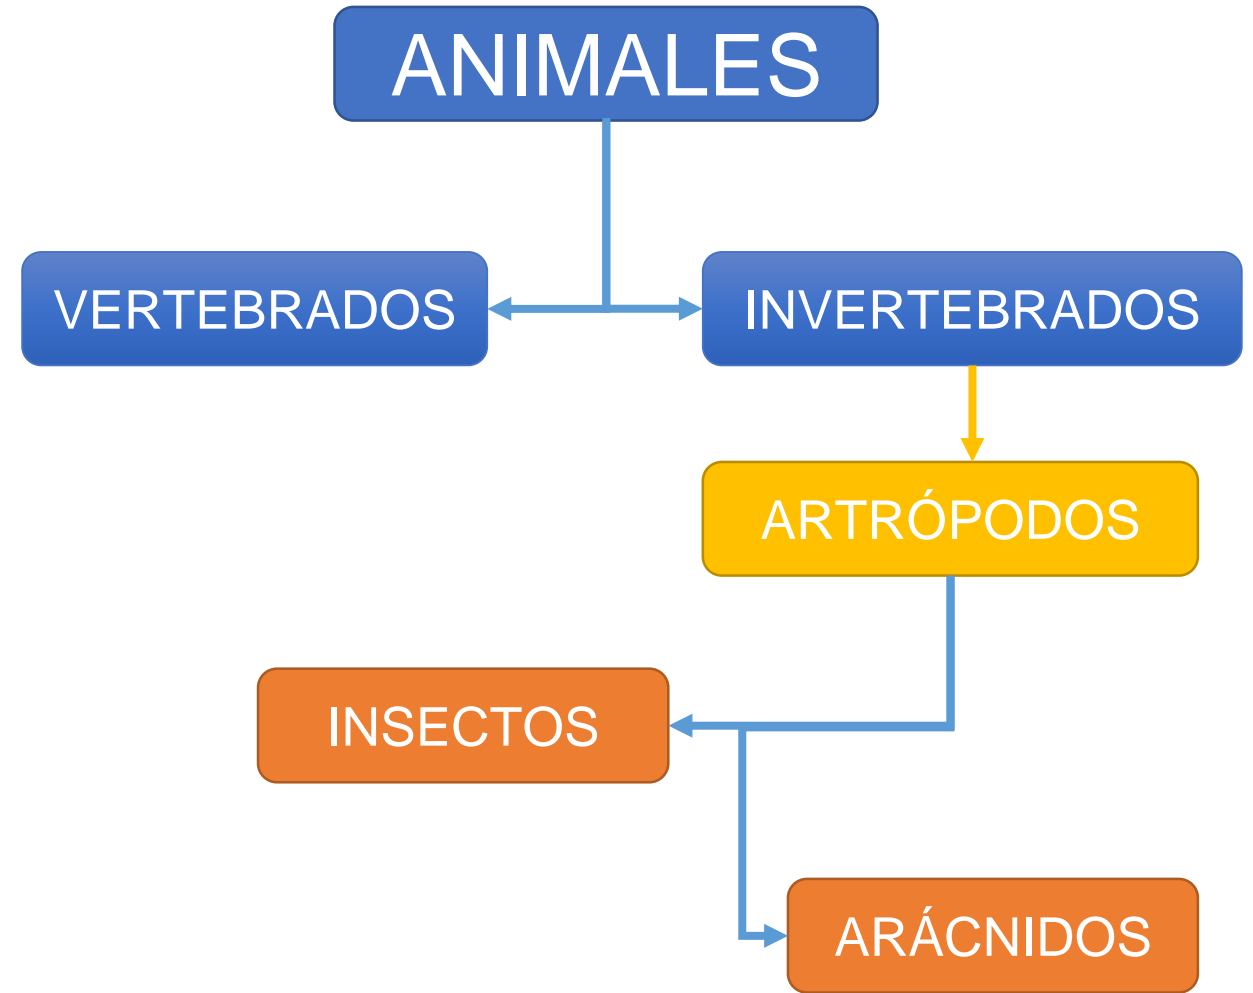 ANIMALES
VERTEBRADOS
INVERTEBRADOS
ARTRÓPODOS
INSECTOS
ARÁCNIDOS